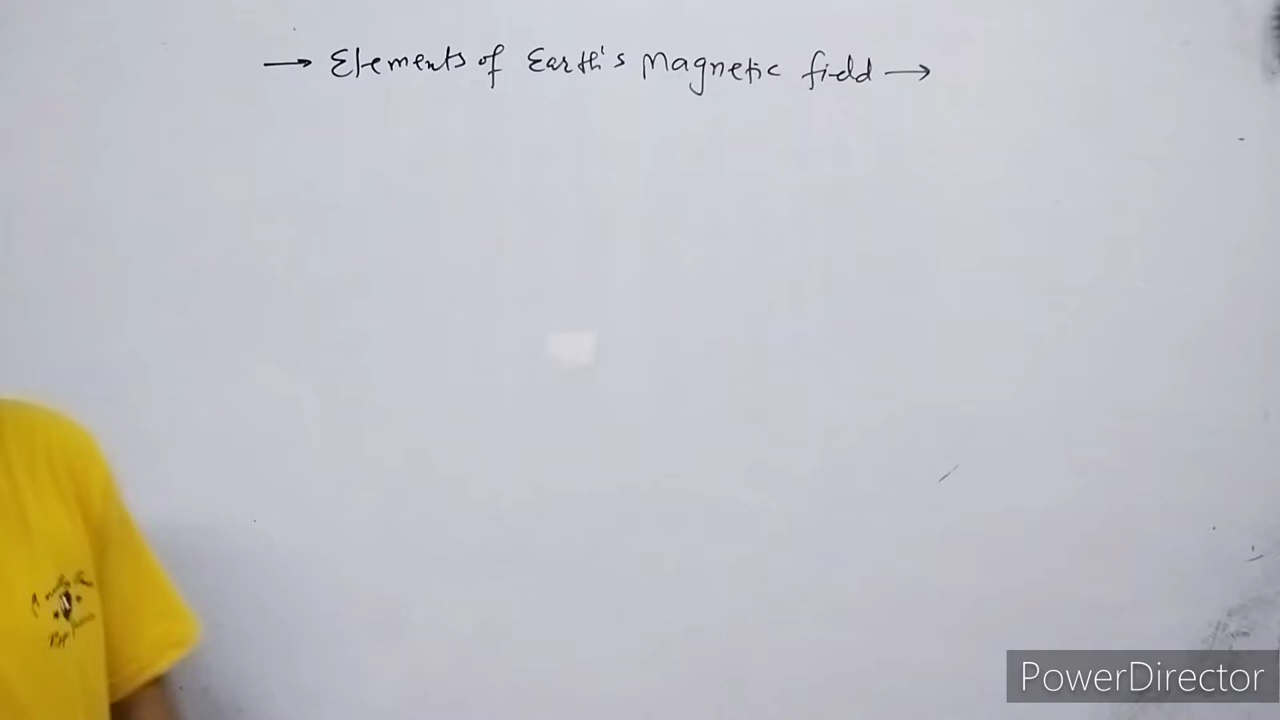 → Elements of Earth's Magnetic field →
PowerDirector